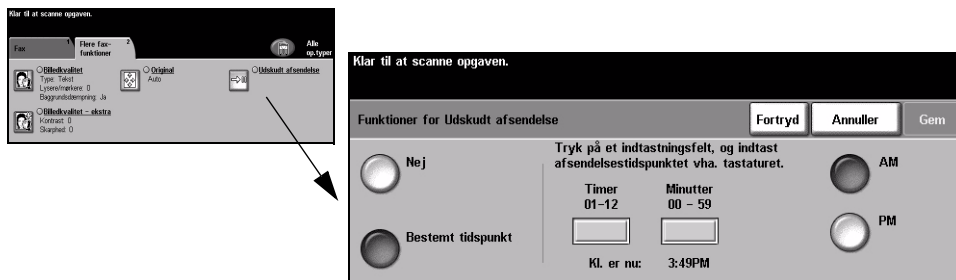 Klar til at scanne opgaven.
Fax 1
Flere fax-
funktioner 2
Alle
op.typer
Billedkvalitet
Type: Tekst
Lysere/mørkere: 0
Baggrundsdæmpning: Ja
Original
Auto
Udskudt afsendelse
Billedkvalitet - ekstra
Kontrast: 0
Skarphed: 0
Klar til at scanne opgaven.
Funktioner for Udskudt afsendelse
Fortryd
Annuller
Gem
Nej
Bestemt tidspunkt
Tryk på et indtastningsfelt, og indtast
afsendelsestidspunktet vha. tastaturet.
Timer
01-12
Minutter
00 - 59
Kl. er nu: 3:49PM
AM
PM